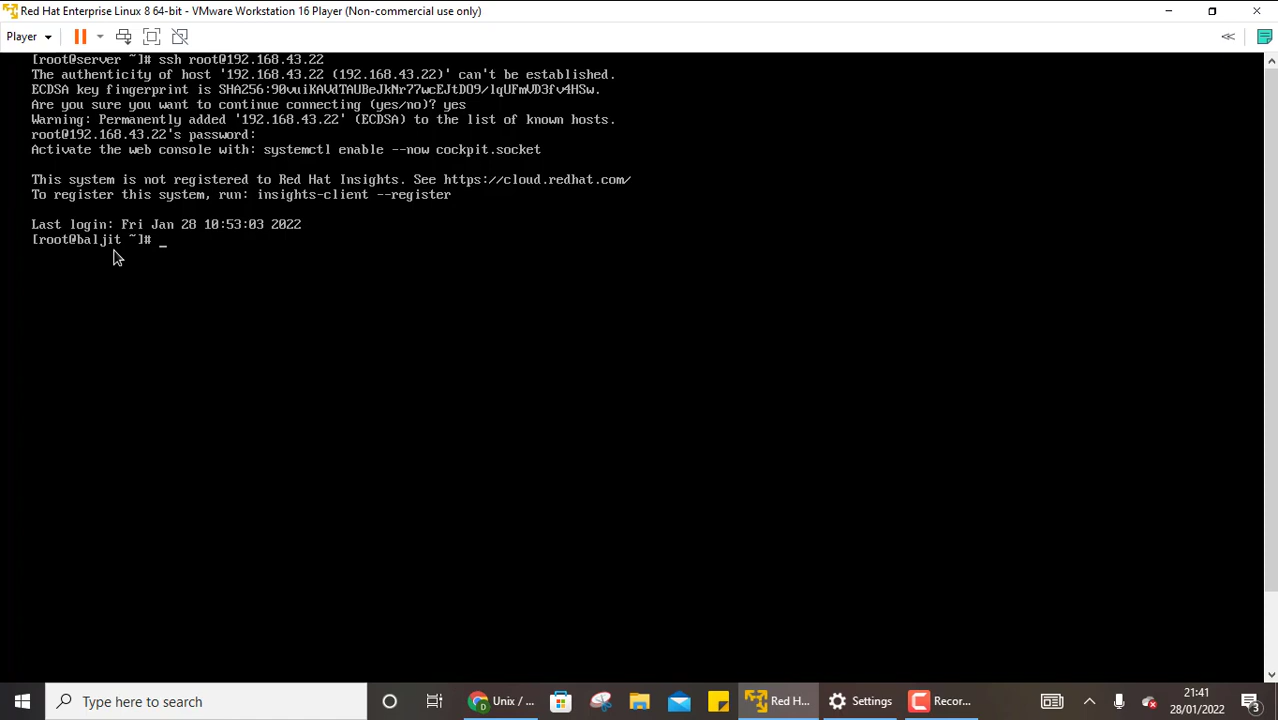 Red Hat Enterprise Linux 8 64-bit - VMware Workstation 16 Player (Non-commercial use only)
Player
[root@server ~]# ssh root@192.168.43.22
The authenticity of host '192.168.43.22 (192.168.43.22)' can't be established.
ECDSA key fingerprint is SHA256:90vuiKAVdTAUBeJkNr77wcEJtDO9/lqUFmVD3fv4HSw.
Are you sure you want to continue connecting (yes/no)? yes
Warning: Permanently added '192.168.43.22' (ECDSA) to the list of known hosts.
root@192.168.43.22's password:
Activate the web console with: systemctl enable --now cockpit.socket
This system is not registered to Red Hat Insights. See https://cloud.redhat.com/
To register this system, run: insights-client --register
Last login: Fri Jan 28 10:53:03 2022
[root@baljit ~]# _
Type here to search
Unix / ...
Red H...
Settings
Recor...
21:41
28/01/2022
3